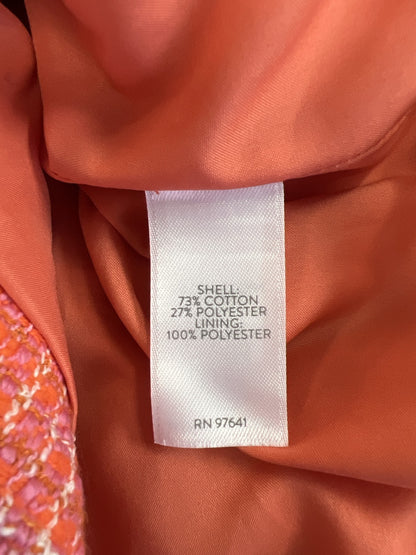 SHELL:
73% COTTON
27% POLYESTER
LINING:
100% POLYESTER
RN 97641